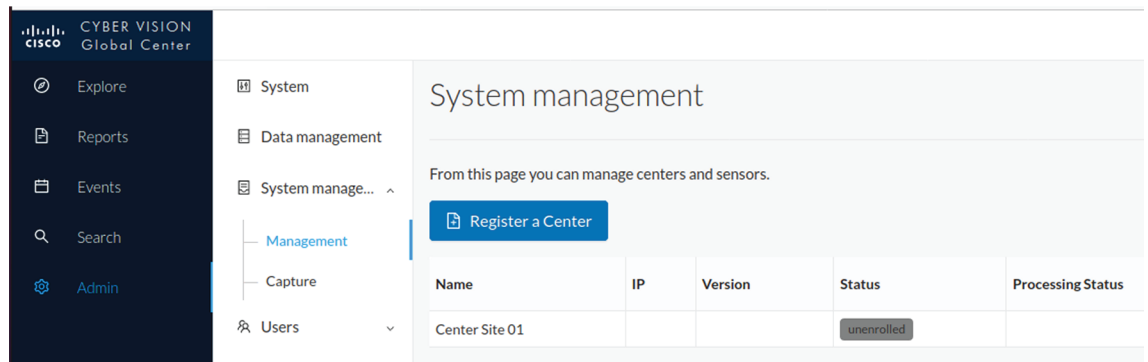 CYBER VISION
cisco Global Center
Explore
Reports
Events
Search
Admin
System
Data management
System manage...
Management
Capture
Users
System management
From this page you can manage centers and sensors.
Register a Center
Name IP Version Status Processing Status
Center Site 01 unenrolled